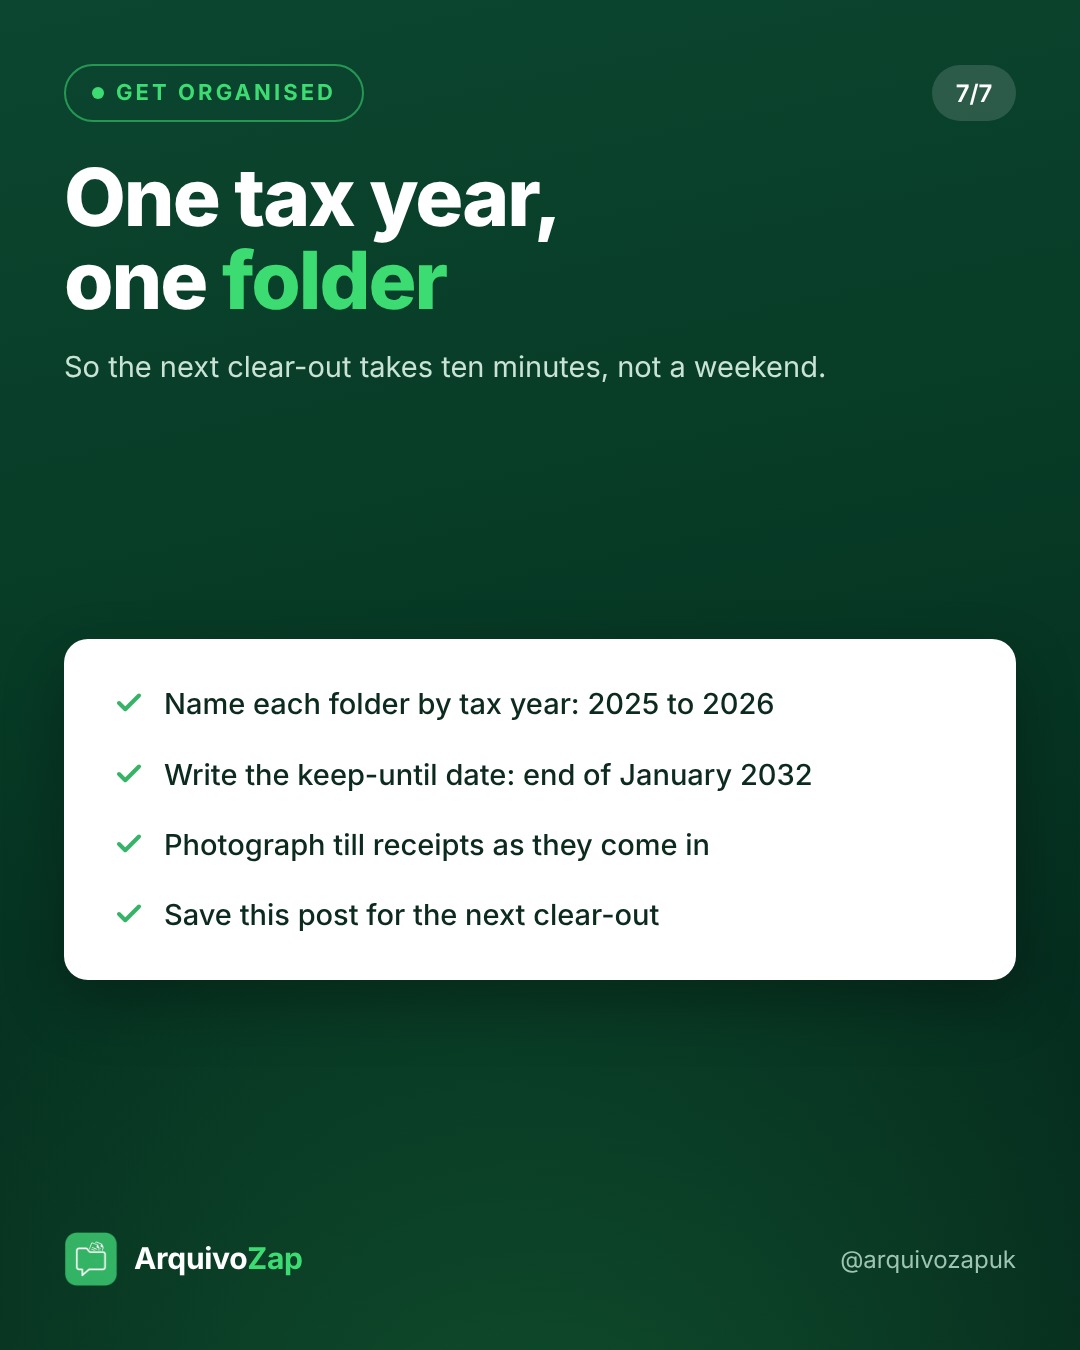 GET ORGANISED
7/7
One tax year,
one folder
So the next clear-out takes ten minutes, not a weekend.
Name each folder by tax year: 2025 to 2026
Write the keep-until date: end of January 2032
Photograph till receipts as they come in
Save this post for the next clear-out
ArquivoZap
@arquivozapuk